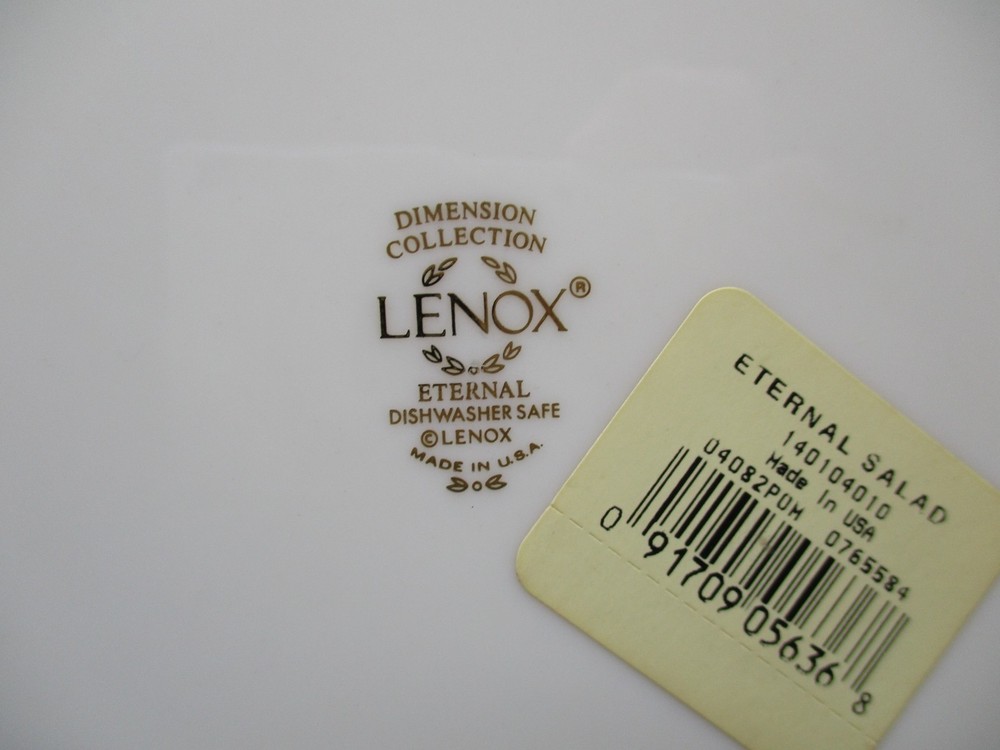 DIMENSION
COLLECTION
LENOX®
ETERNAL
DISHWASHER SAFE
©LENOX
MADE IN U.S.A.
ETERNAL SALAD
140104010
Made In USA
04082POM 0765584
0 91709 05636 8